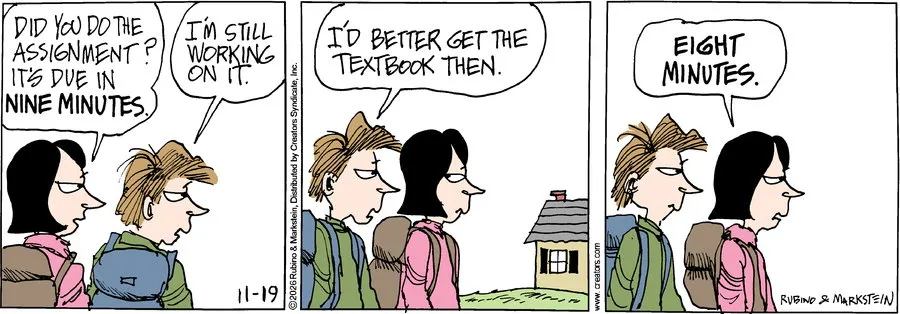 DID YOU DO THE
ASSIGNMENT?
IT'S DUE IN
NINE MINUTES.
I'M STILL
WORKING
ON IT.
11-19
©2026 Rubino & Markstein, Distributed by Creators Syndicate, Inc.
I'D BETTER GET THE
TEXTBOOK THEN.
www.creators.com
EIGHT
MINUTES.
RUBINO & MARKSTEIN